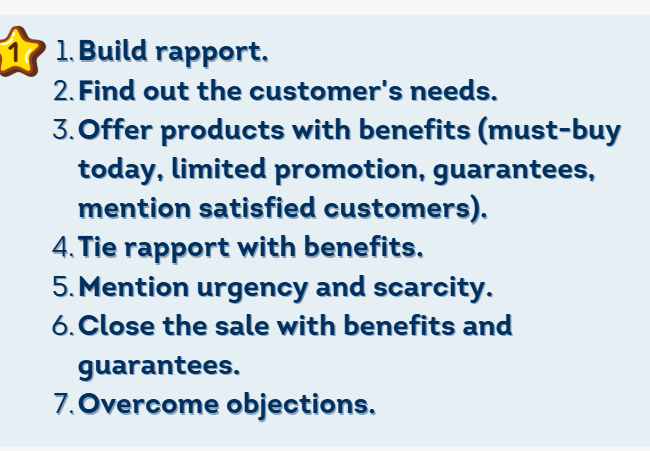 1
1. Build rapport.
2. Find out the customer's needs.
3. Offer products with benefits (must-buy
today, limited promotion, guarantees,
mention satisfied customers).
4. Tie rapport with benefits.
5. Mention urgency and scarcity.
6. Close the sale with benefits and
guarantees.
7. Overcome objections.